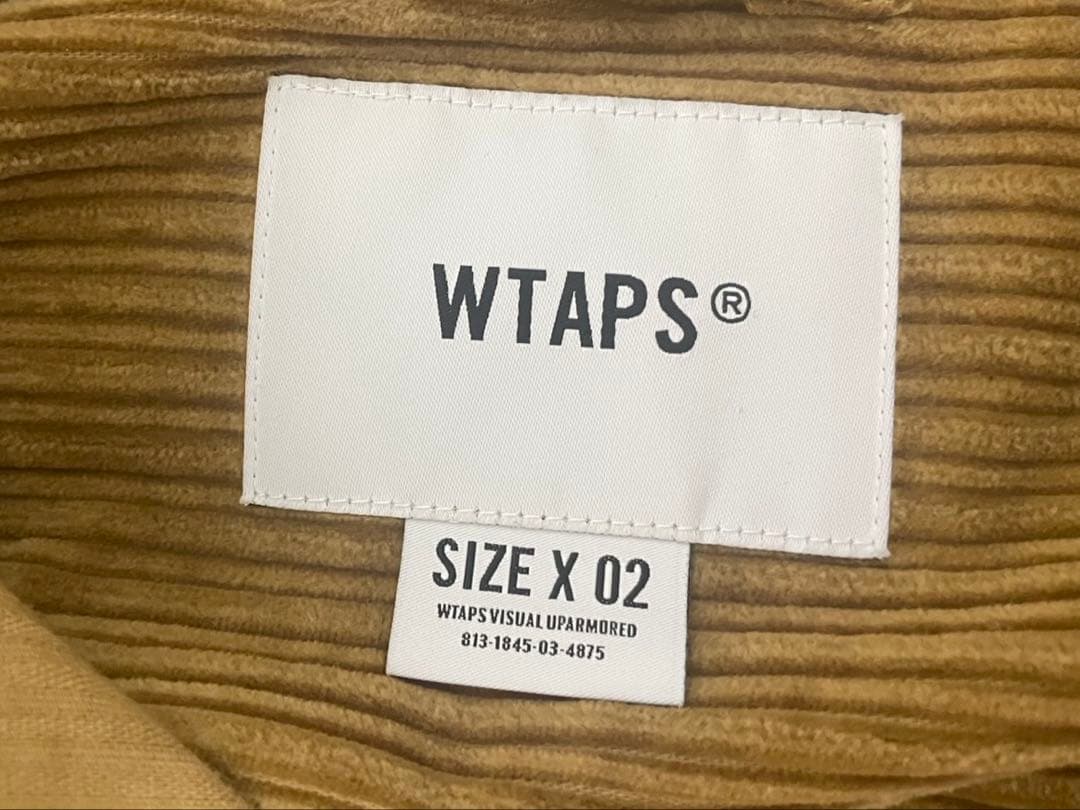 WTAPS®
SIZE X 02
WTAPS VISUAL UPARMORED
813-1845-03-4875